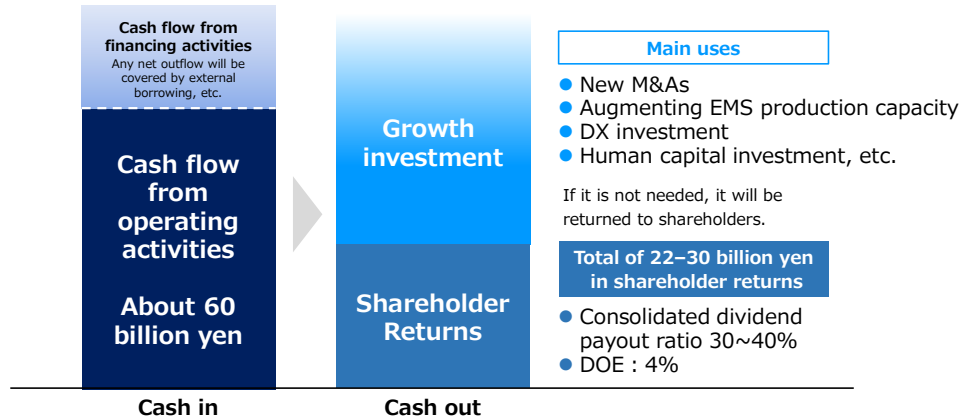 Cash flow from
financing activities
Any net outflow will be
covered by external
borrowing, etc.
Cash flow
from
operating
activities
About 60
billion yen
Cash in
Growth
investment
Shareholder
Returns
Cash out
Main uses
● New M&As
● Augmenting EMS production capacity
● DX investment
● Human capital investment, etc.
If it is not needed, it will be
returned to shareholders.
Total of 22–30 billion yen
in shareholder returns
● Consolidated dividend
payout ratio 30~40%
● DOE : 4%